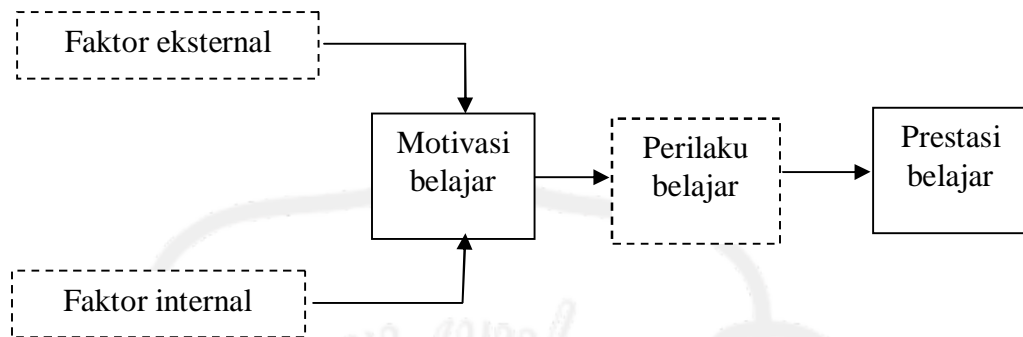 Faktor eksternal
Motivasi
belajar
Perilaku
belajar
Prestasi
belajar
Faktor internal